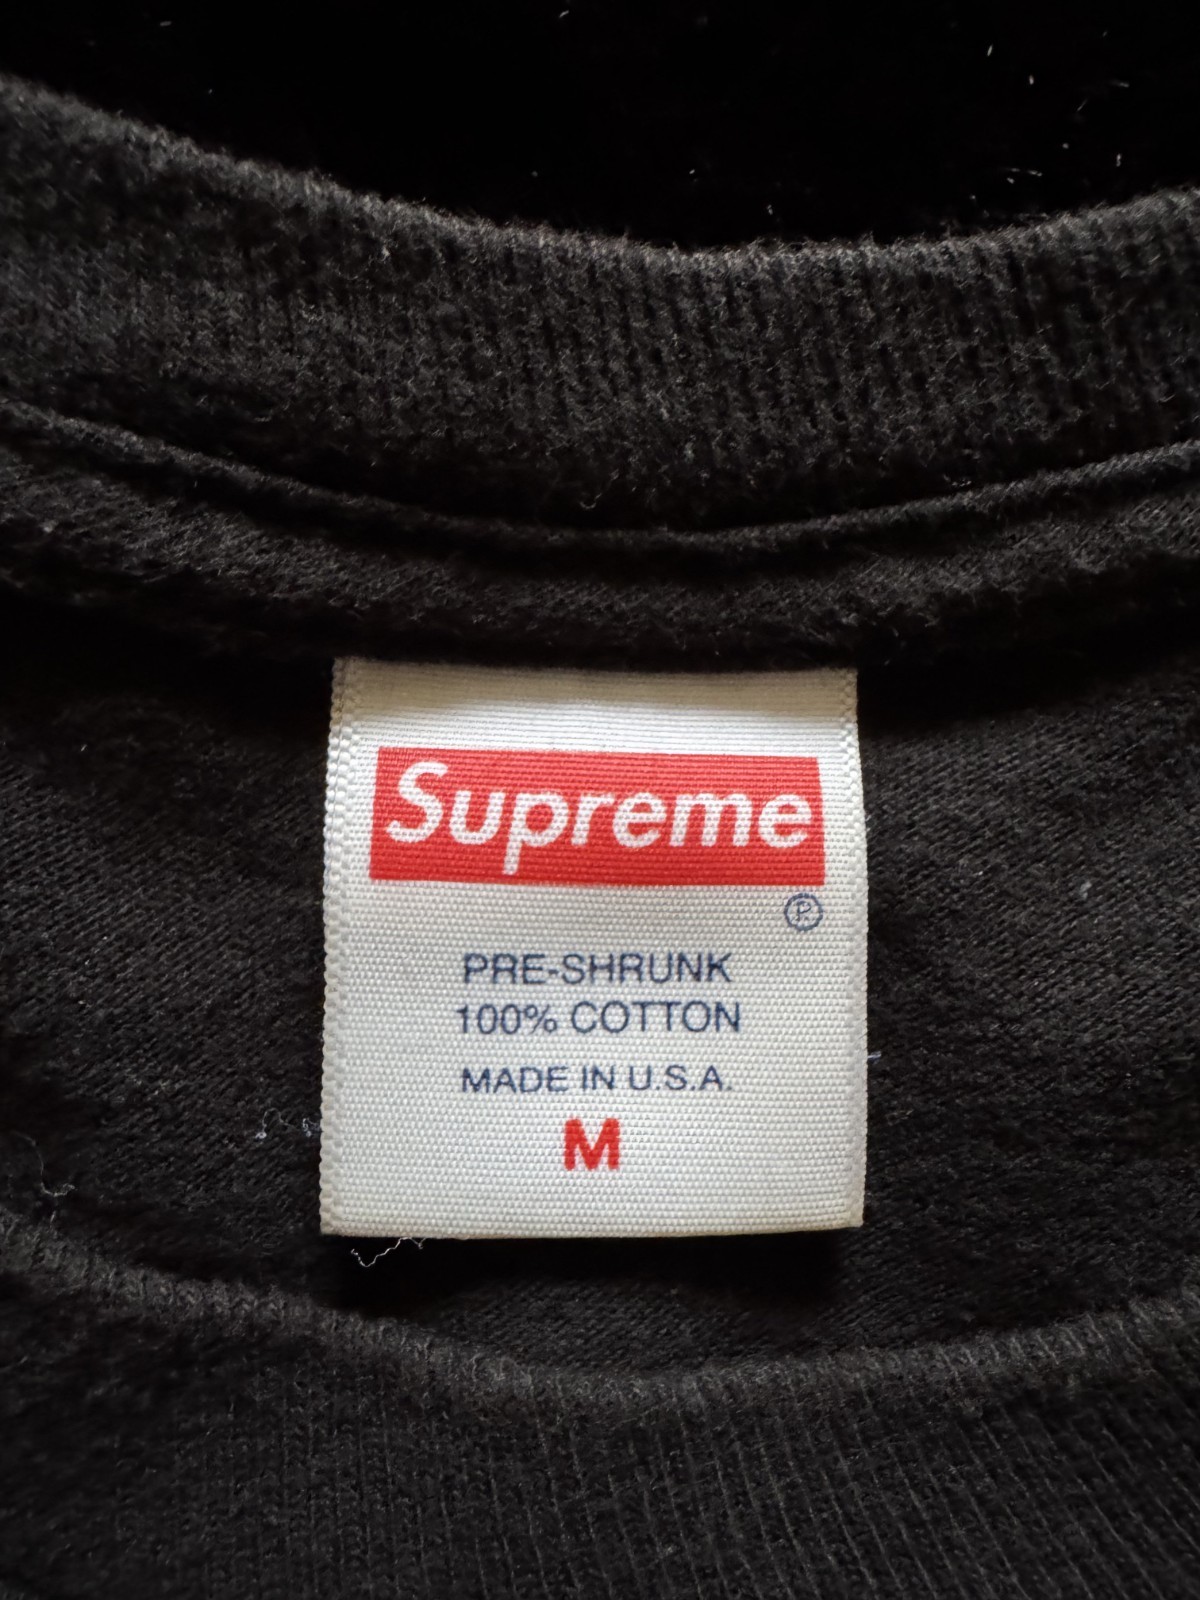 Supreme
Ⓟ
PRE-SHRUNK
100% COTTON
MADE IN U.S.A.
M